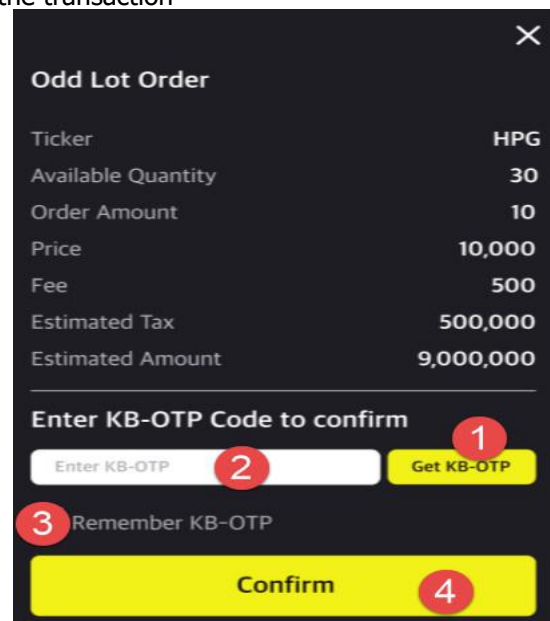 the transaction
Odd Lot Order
Ticker HPG
Available Quantity 30
Order Amount 10
Price 10,000
Fee 500
Estimated Tax 500,000
Estimated Amount 9,000,000
Enter KB-OTP Code to confirm
1
Enter KB-OTP 2 Get KB-OTP
3 Remember KB-OTP
Confirm 4